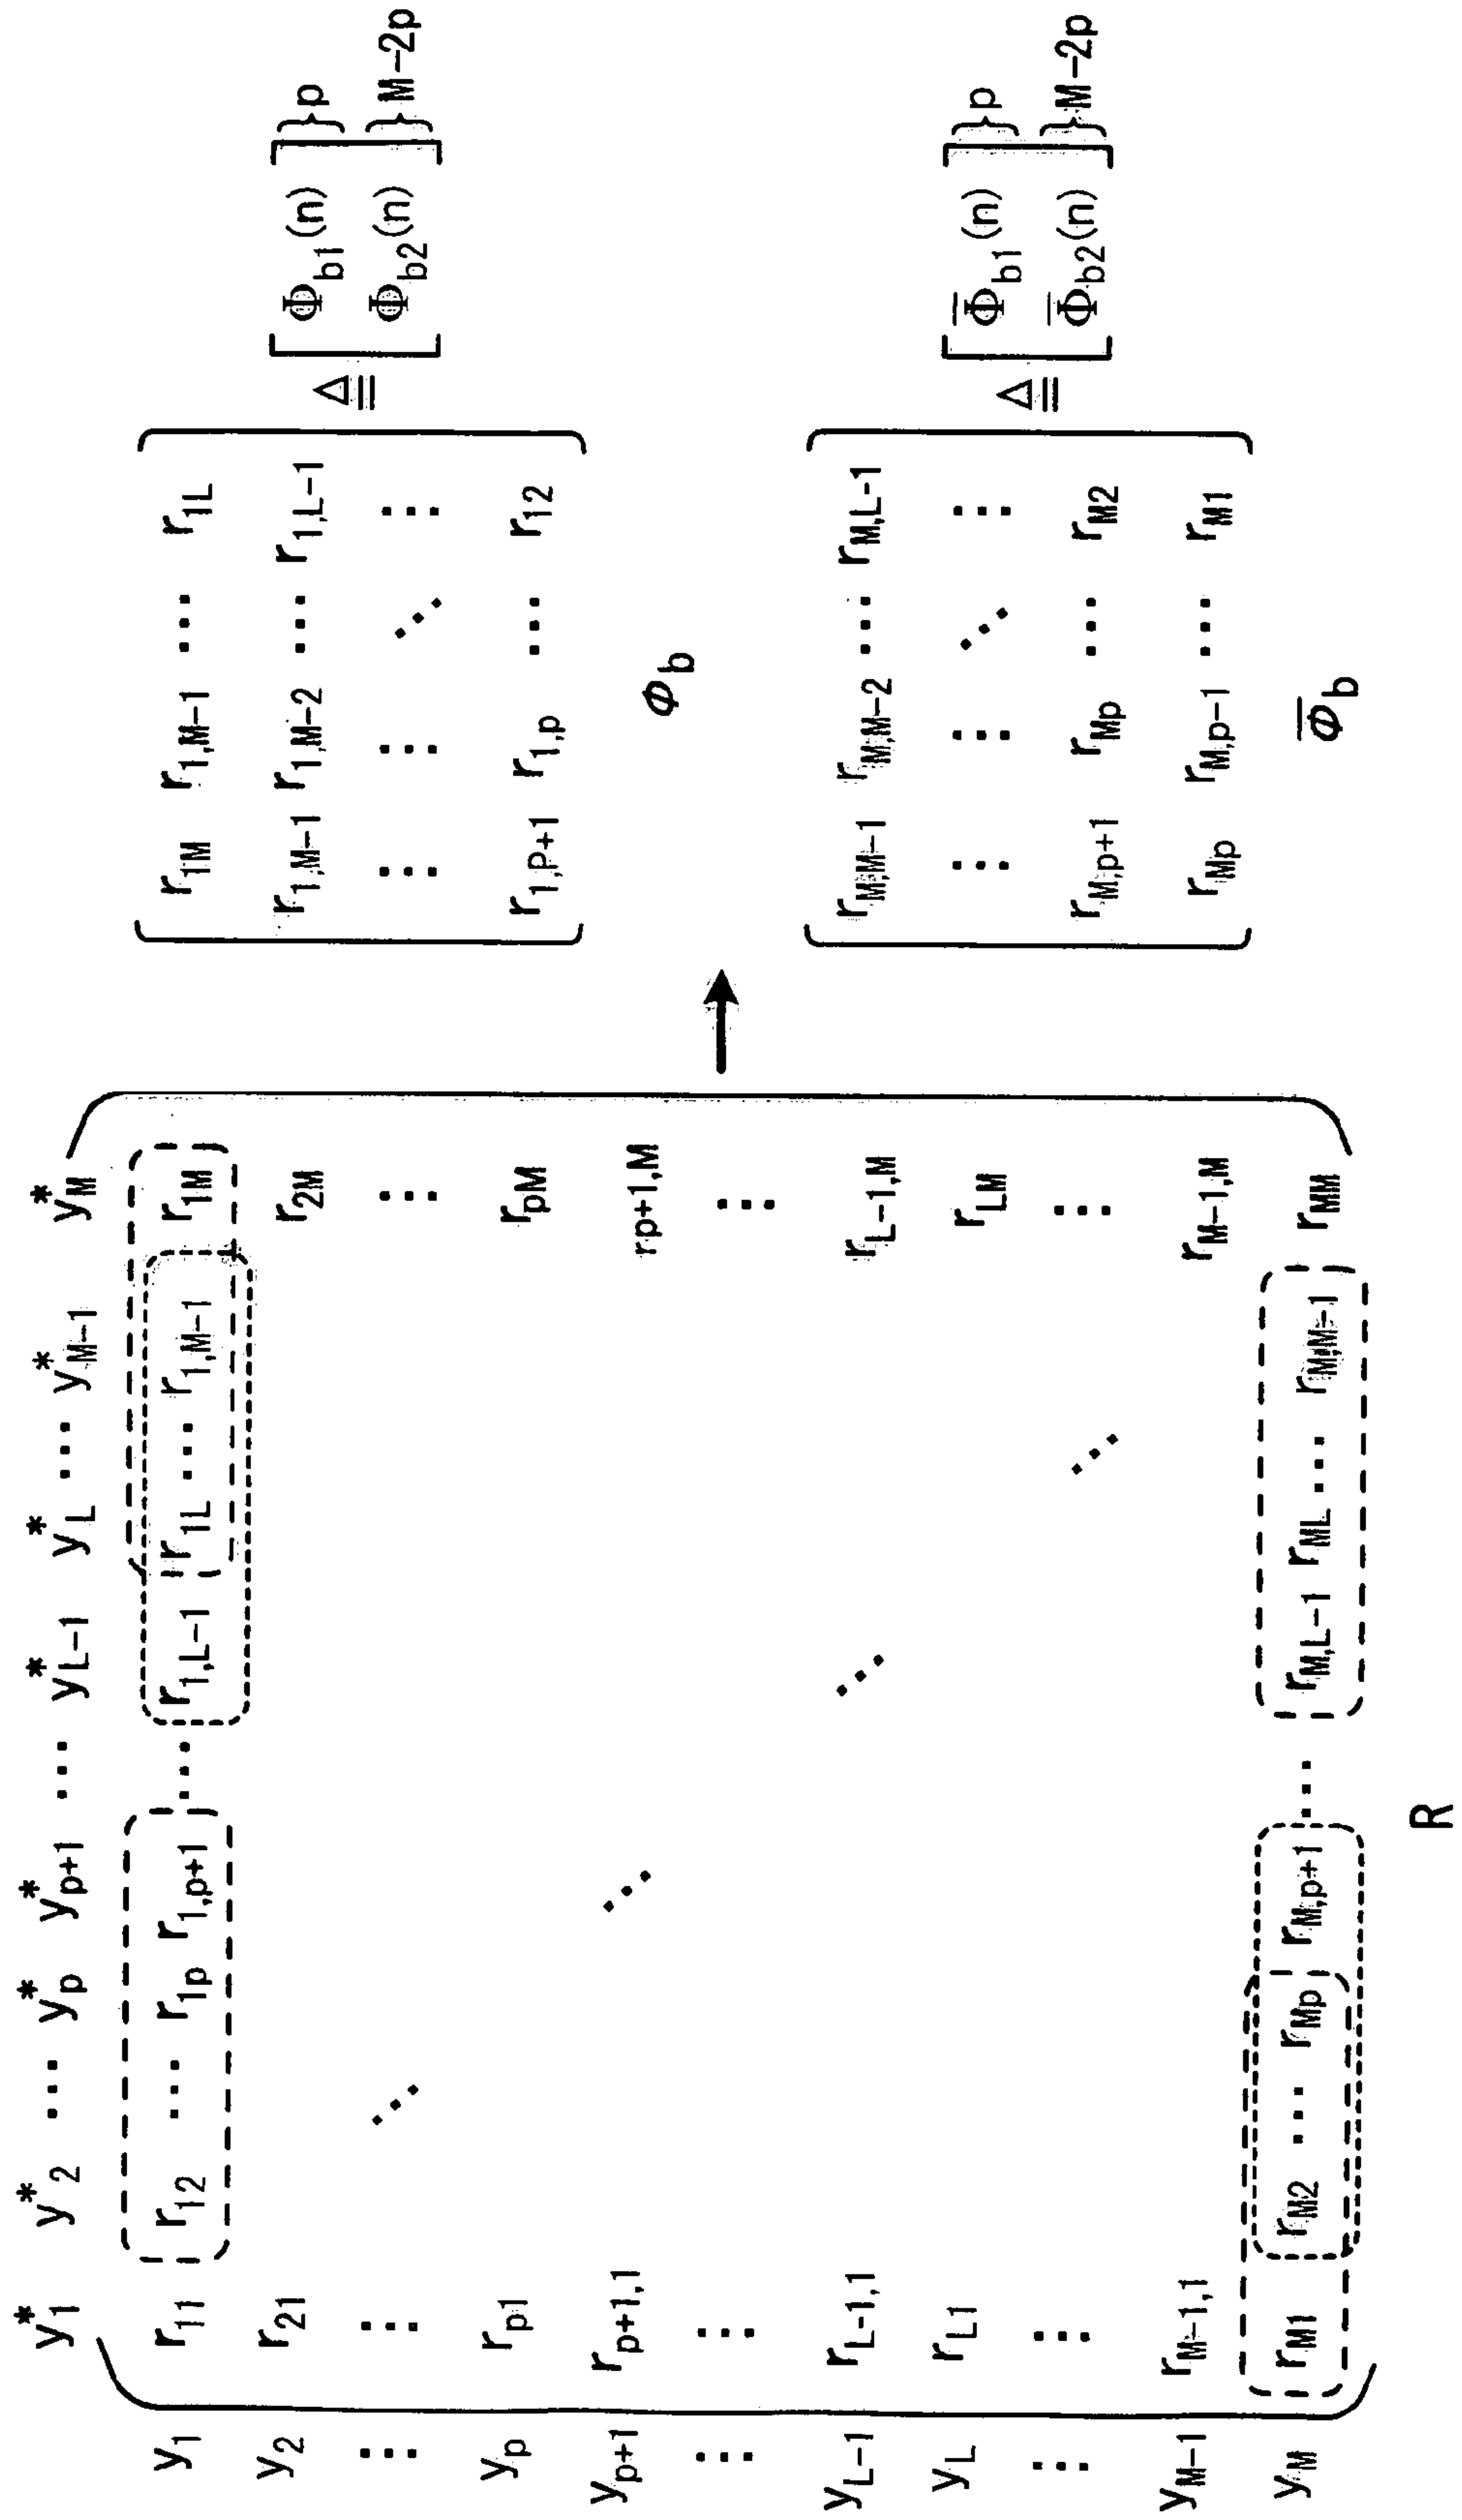 y*1 y*2 ... y*p y*p+1 ... y*L-1 y*L ... y*M-1 y*M
y1 r11 r12 ... r1p r1,p+1 ... r1,L-1 r1L ... r1,M-1 r1M
y2 r21 r2M
⋮ ⋮ ⋱ ⋮
yp rp1 rpM
yp+1 rp+1,1 ⋱ rp+1,M
⋮ ⋮ ⋮
yL-1 rL-1,1 ⋱ rL-1,M
yL rL1 rLM
⋮ ⋮ ⋱ ⋮
yM-1 rM-1,1 rM-1,M
yM rM1 rM2 ... rMp rM,p+1 ... rM,L-1 rML ... rM,M-1 rMM
R
→
r1M r1,M-1 ... r1L
r1,M-1 r1,M-2 ... r1,L-1
⋮ ⋮ ⋱ ⋮
r1,P+1 r1,p ... r12
Φb
≜
Φb1(n) }p
Φb2(n) }M-2p
rM,M-1 rM,M-2 ... rM,L-1
⋮ ⋮ ⋱ ⋮
rM,p+1 rMp ... rM2
rMp rM,p-1 ... rM1
Φ̅b
≜
Φ̅b1(n) }p
Φ̅b2(n) }M-2p